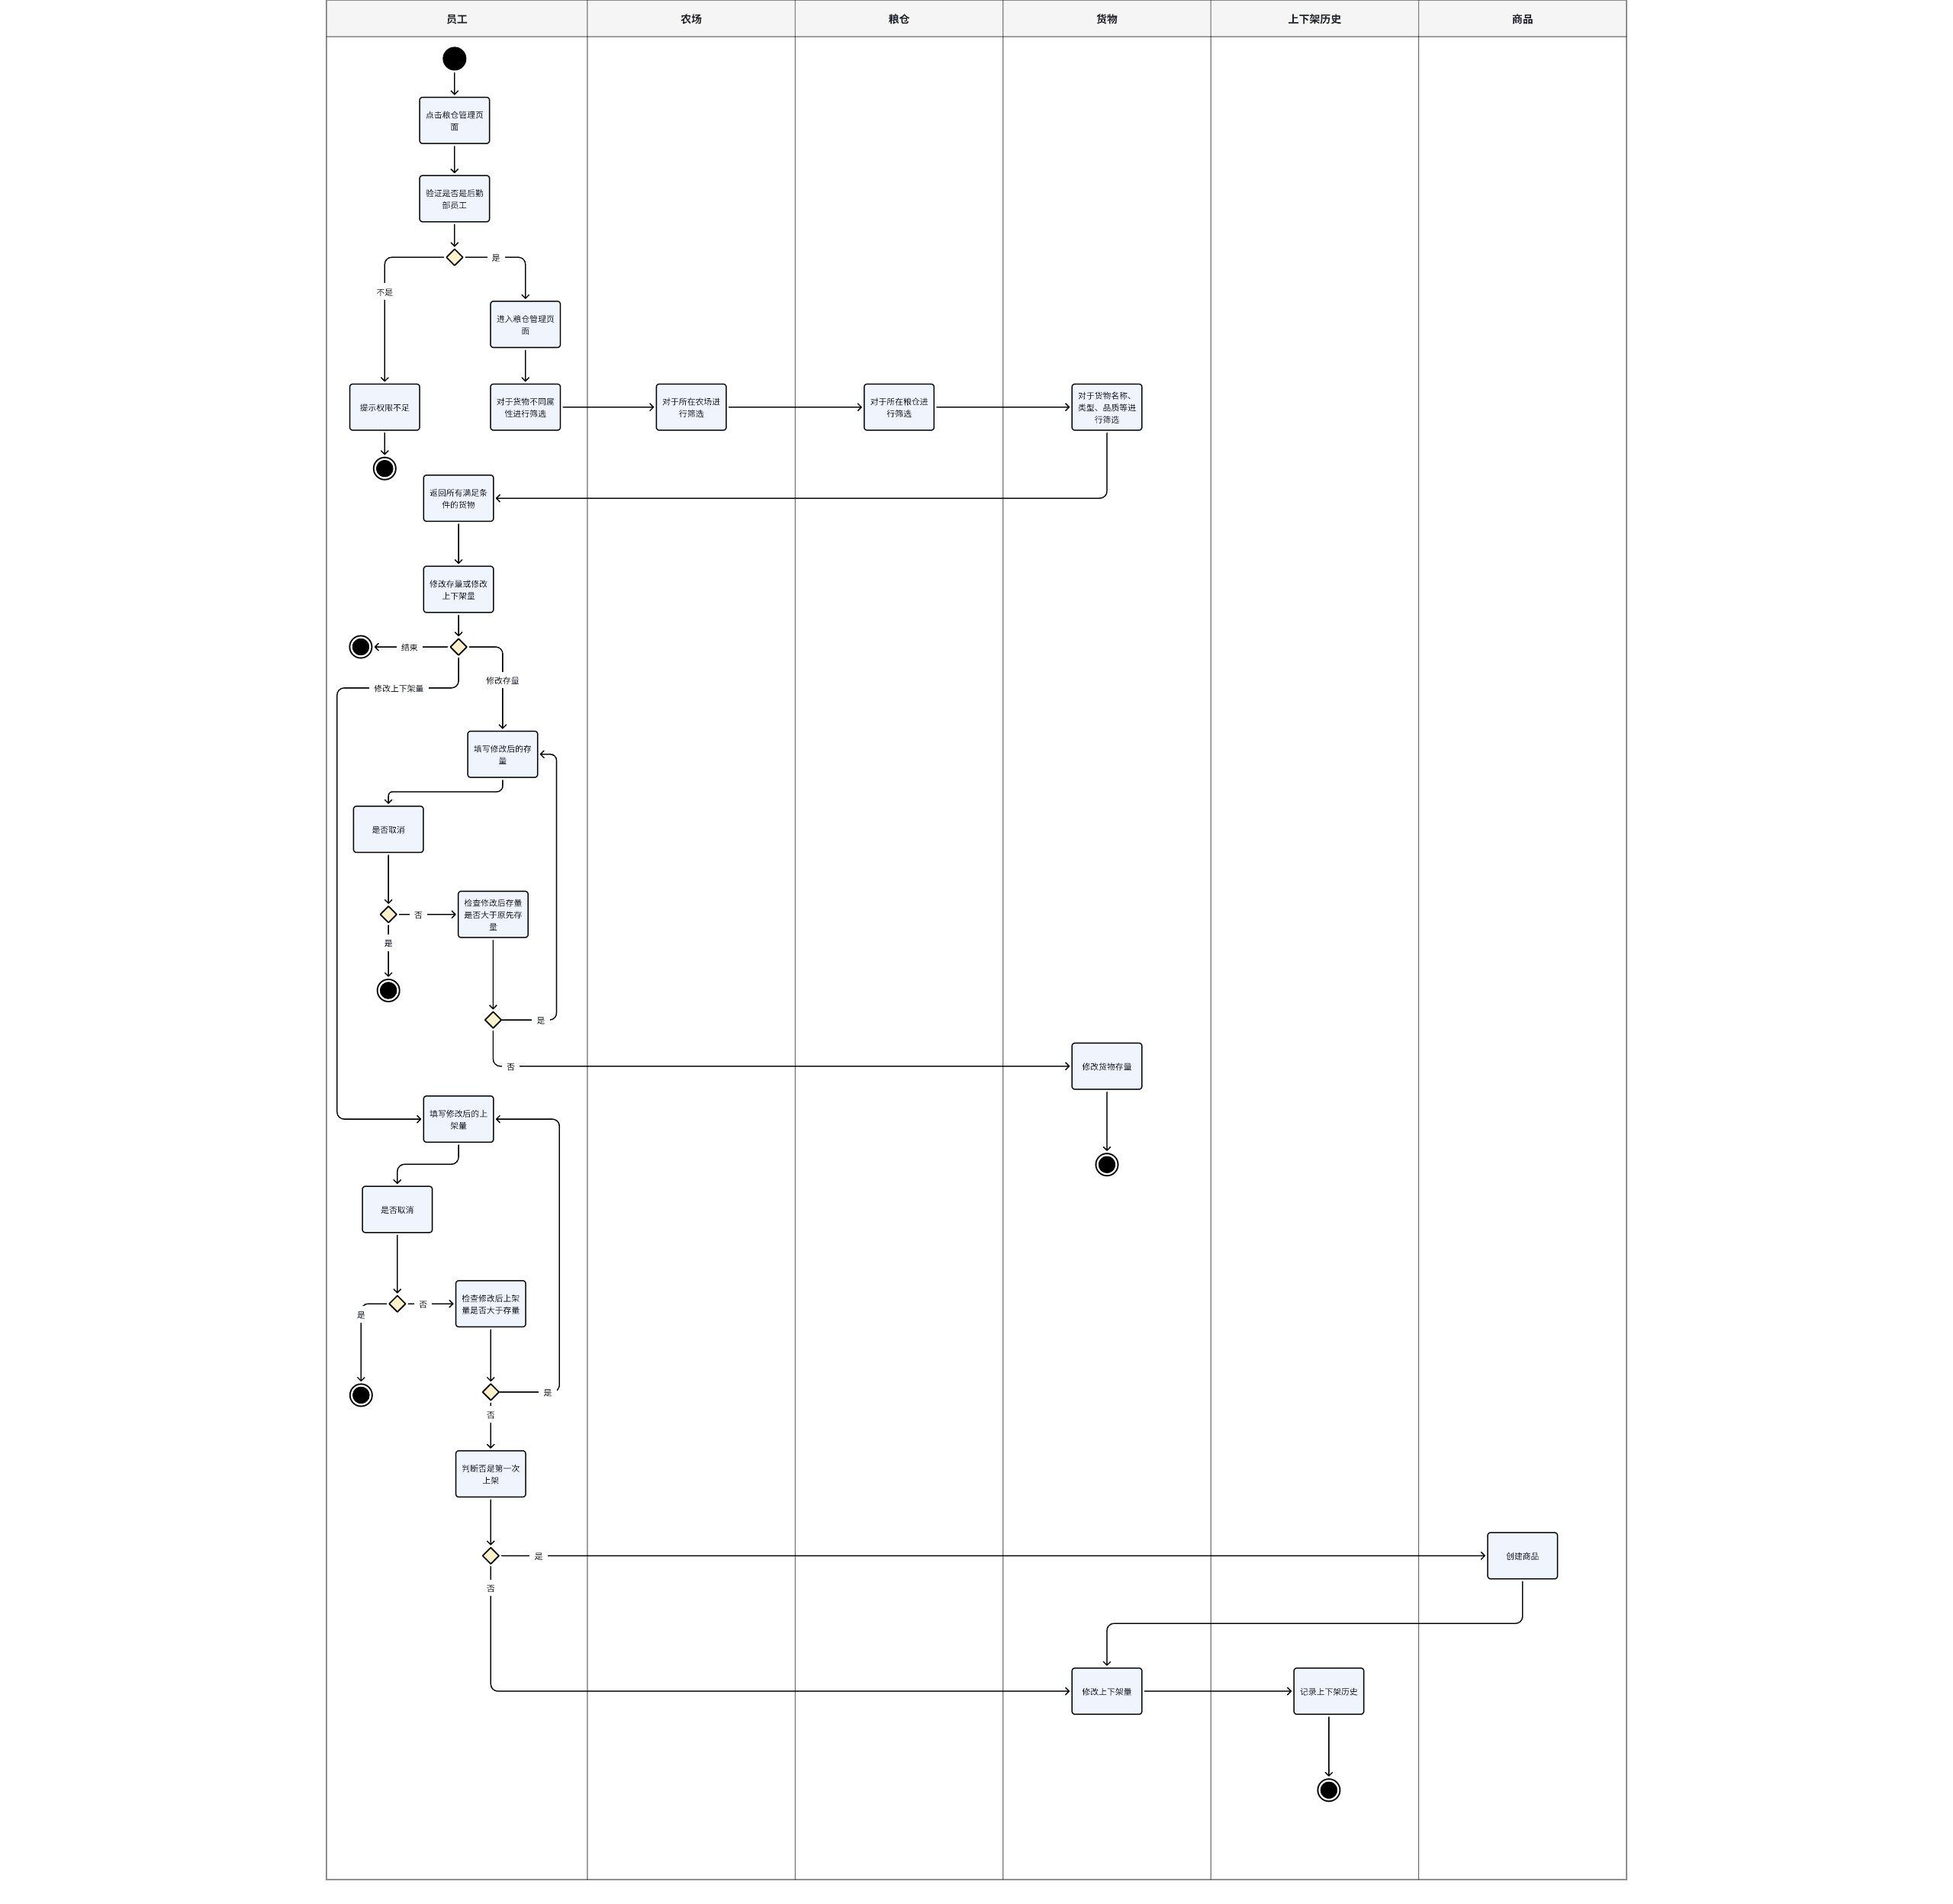 员工
农场
粮仓
货物
上下架历史
商品
点击粮仓管理页
面
验证是否是后勤
部员工
是
不是
进入粮仓管理页
面
提示权限不足
对于货物不同属
性进行筛选
对于所在农场进
行筛选
对于所在粮仓进
行筛选
对于货物名称、
类型、品质等进
行筛选
返回所有满足条
件的货物
修改存量或修改
上下架量
结束
修改存量
修改上下架量
填写修改后的存
量
是否取消
检查修改后存量
是否大于原先存
量
否
是
是
否
修改货物存量
填写修改后的上
架量
是否取消
是
否
检查修改后上架
量是否大于存量
是
否
判断否是第一次
上架
是
创建商品
否
修改上下架量
记录上下架历史